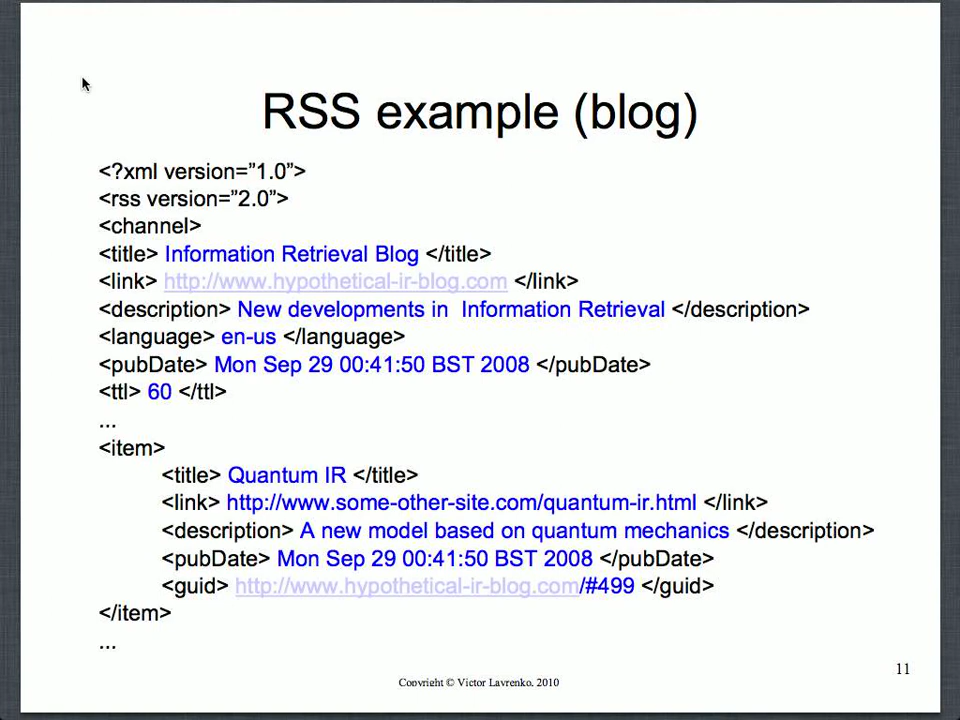 RSS example (blog)
<?xml version=”1.0”>
<rss version=”2.0”>
<channel>
<title> Information Retrieval Blog </title>
<link> http://www.hypothetical-ir-blog.com </link>
<description> New developments in  Information Retrieval </description>
<language> en-us </language>
<pubDate> Mon Sep 29 00:41:50 BST 2008 </pubDate>
<ttl> 60 </ttl>
...
<item>
<title> Quantum IR </title>
<link> http://www.some-other-site.com/quantum-ir.html </link>
<description> A new model based on quantum mechanics </description>
<pubDate> Mon Sep 29 00:41:50 BST 2008 </pubDate>
<guid> http://www.hypothetical-ir-blog.com/#499 </guid>
</item>
...
11
Copyright © Victor Lavrenko, 2010